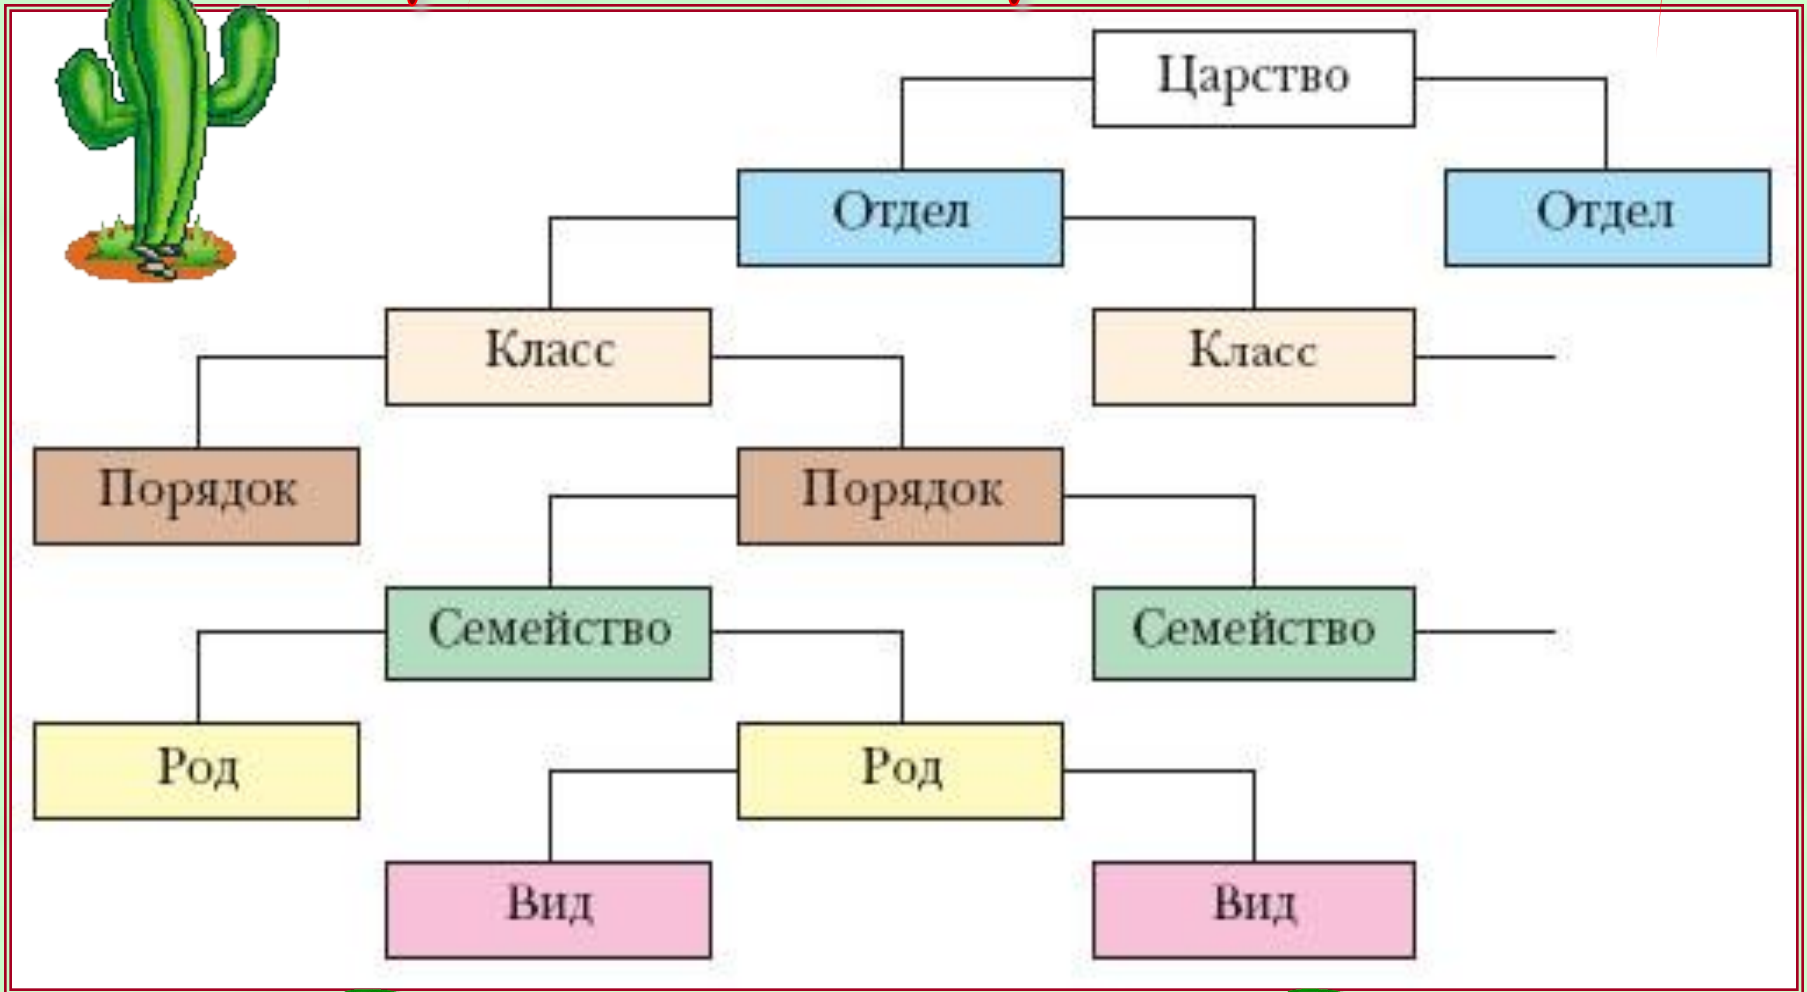 Царство
Отдел Отдел
Класс Класс
Порядок Порядок
Семейство Семейство
Род Род
Вид Вид